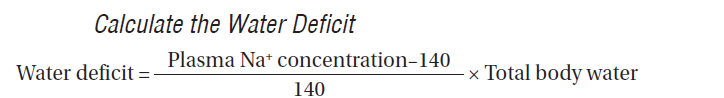 Calculate the Water Deficit
Water deficit = Plasma Na⁺ concentration–140 / 140 × Total body water